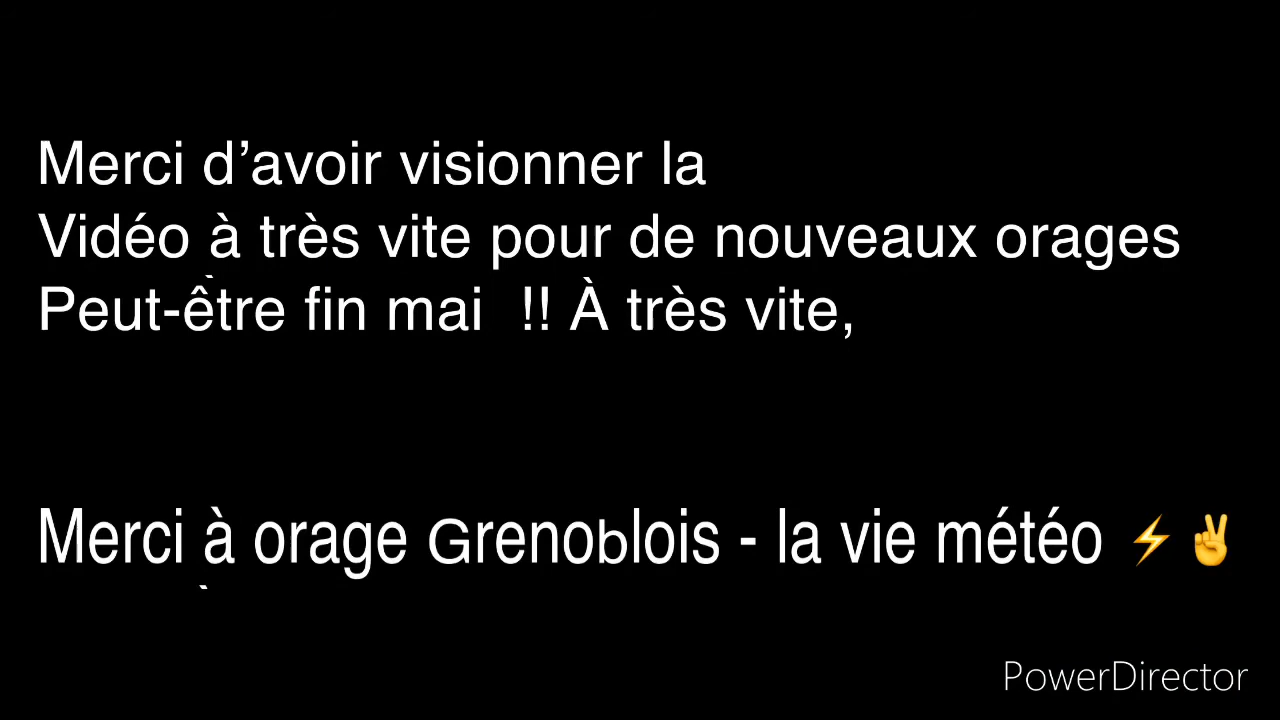 Merci d’avoir visionner la
Vidéo à très vite pour de nouveaux orages
Peut-être fin mai  !! À très vite,
Merci à orage Grenoblois - la vie météo ⚡✌
PowerDirector